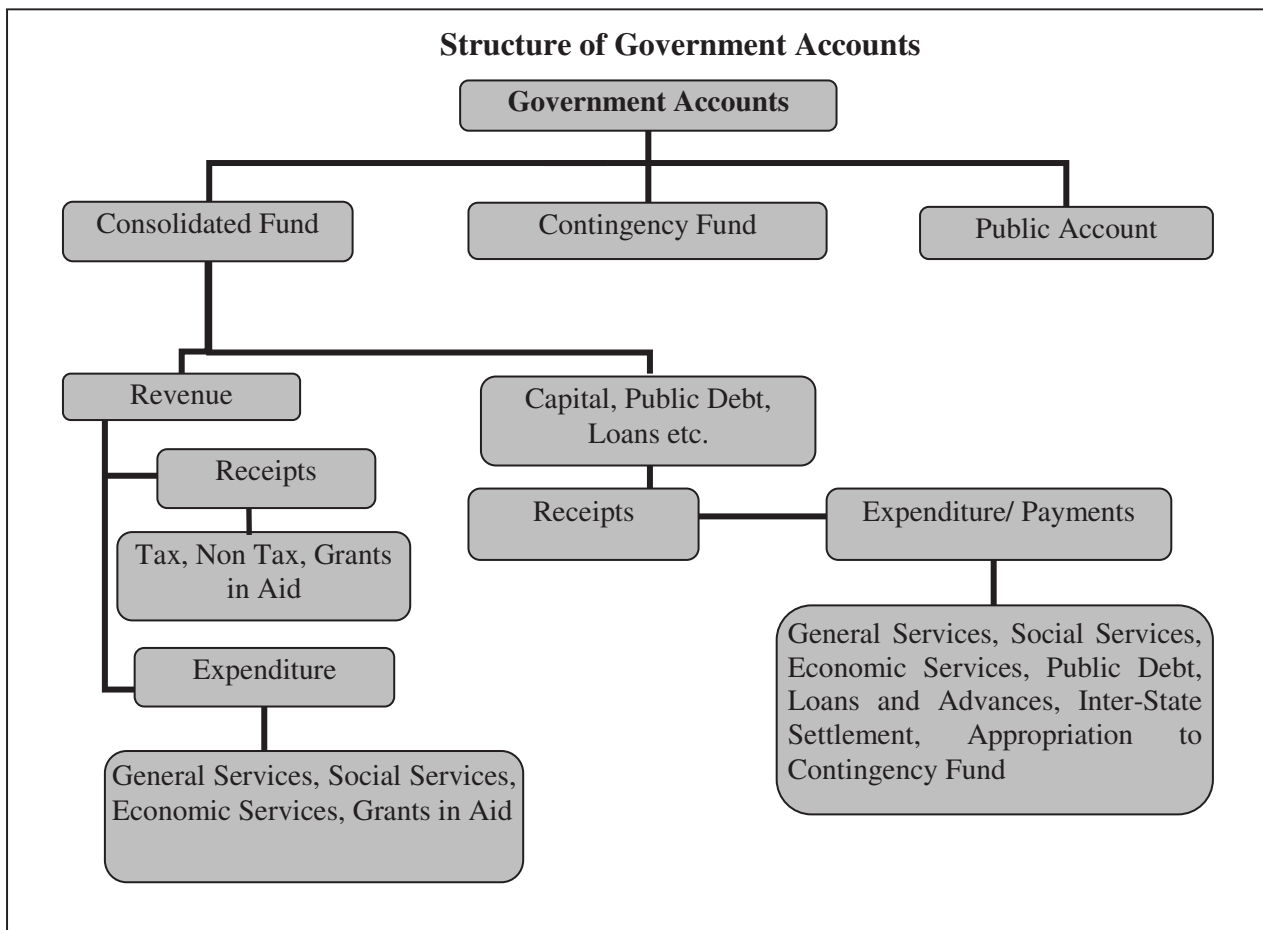 Structure of Government Accounts
Government Accounts
Consolidated Fund
Contingency Fund
Public Account
Revenue
Capital, Public Debt,
Loans etc.
Receipts
Receipts
Expenditure/ Payments
Tax, Non Tax, Grants
in Aid
Expenditure
General Services, Social Services,
Economic Services, Public Debt,
Loans and Advances, Inter-State
Settlement, Appropriation to
Contingency Fund
General Services, Social Services,
Economic Services, Grants in Aid